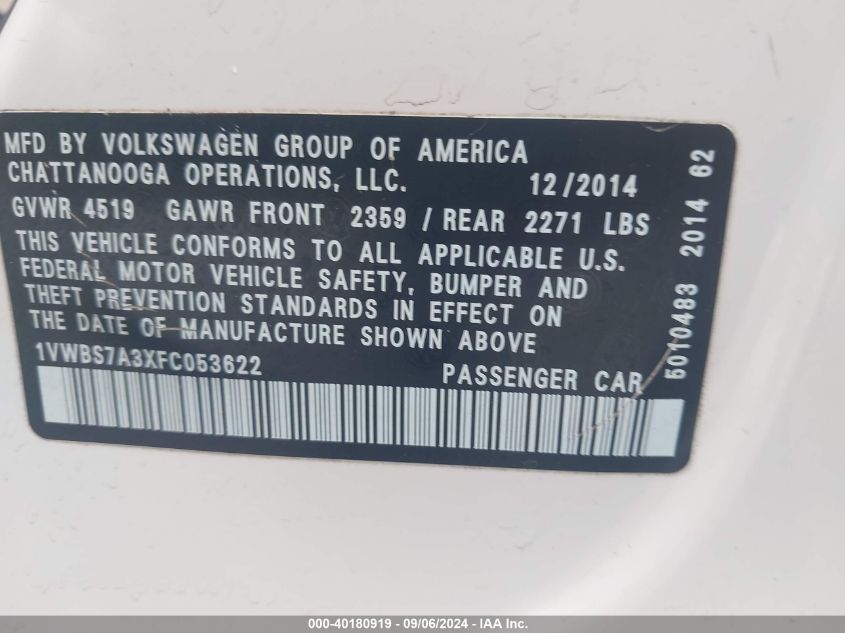 MFD BY VOLKSWAGEN GROUP OF AMERICA
CHATTANOOGA OPERATIONS, LLC. 12/2014
GVWR 4519 GAWR FRONT 2359 / REAR 2271 LBS
THIS VEHICLE CONFORMS TO ALL APPLICABLE U.S.
FEDERAL MOTOR VEHICLE SAFETY, BUMPER AND
THEFT PREVENTION STANDARDS IN EFFECT ON
THE DATE OF MANUFACTURE SHOWN ABOVE
1VWBS7A3XFC053622 PASSENGER CAR
5010483 2014 62
00-40180919 - 09/06/2024 - IAA Inc.